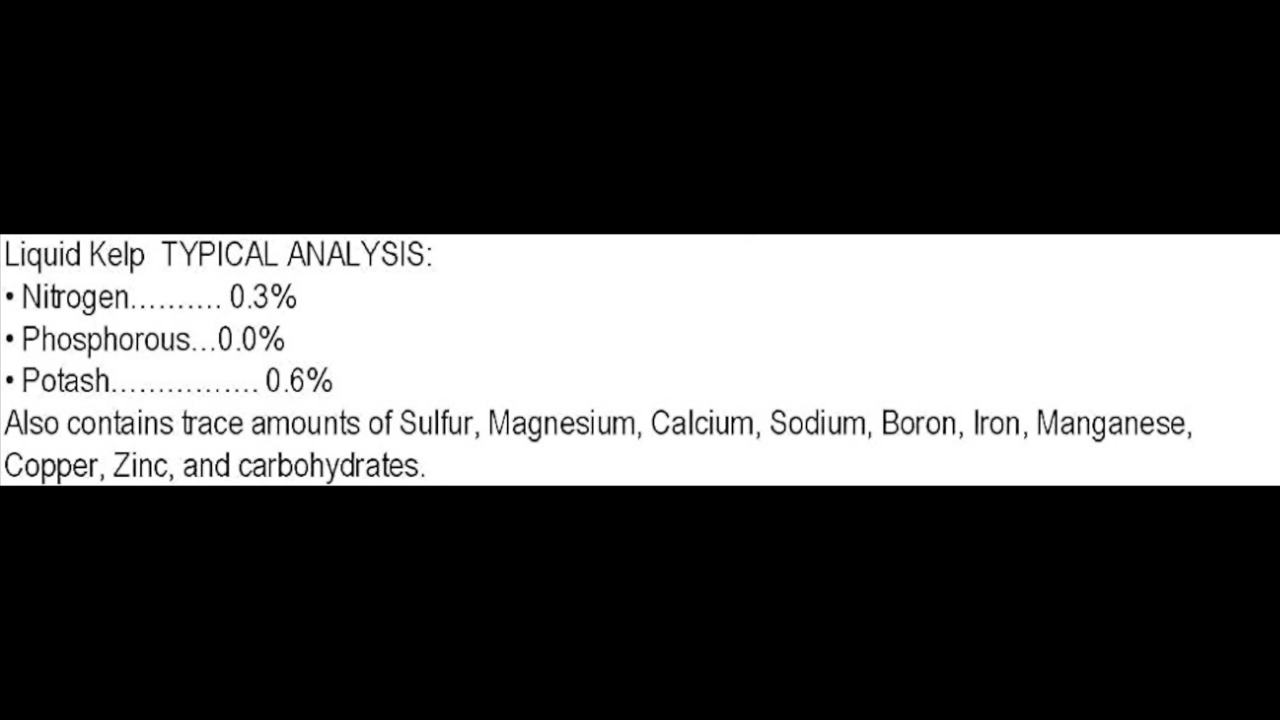 Liquid Kelp  TYPICAL ANALYSIS:
• Nitrogen.......... 0.3%
• Phosphorous...0.0%
• Potash................ 0.6%
Also contains trace amounts of Sulfur, Magnesium, Calcium, Sodium, Boron, Iron, Manganese,
Copper, Zinc, and carbohydrates.